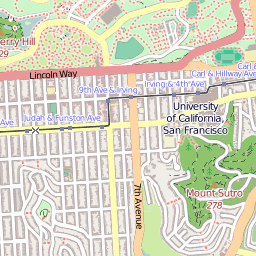 erry Hill
29
Lincoln Way
Carl & Hillway Ave
Irving & 4th Ave
9th Ave & Irving
Carl &
University
of California,
San Francisco
Judah & Funston Ave
Ave
Mount Sutro
278
7th Avenue